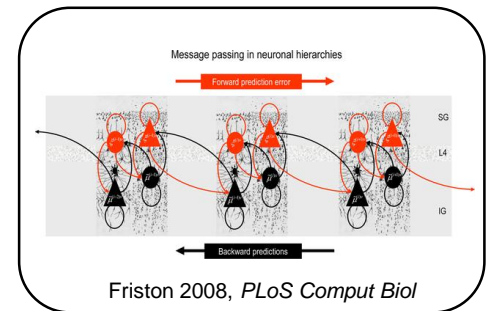 Message passing in neuronal hierarchies
Forward prediction error
SG
L4
IG
Backward predictions
Friston 2008, PLoS Comput Biol